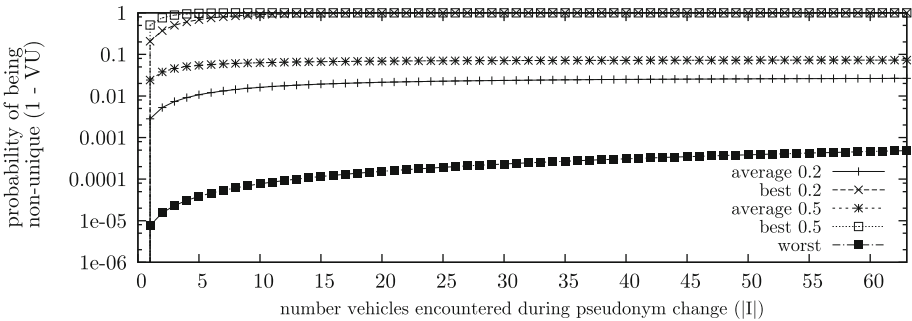 probability of being
non-unique (1 - VU)
1
0.1
0.01
0.001
0.0001
1e-05
1e-06
average 0.2
best 0.2
average 0.5
best 0.5
worst
0 1 5 10 15 20 25 30 35 40 45 50 55 60
number vehicles encountered during pseudonym change (|I|)